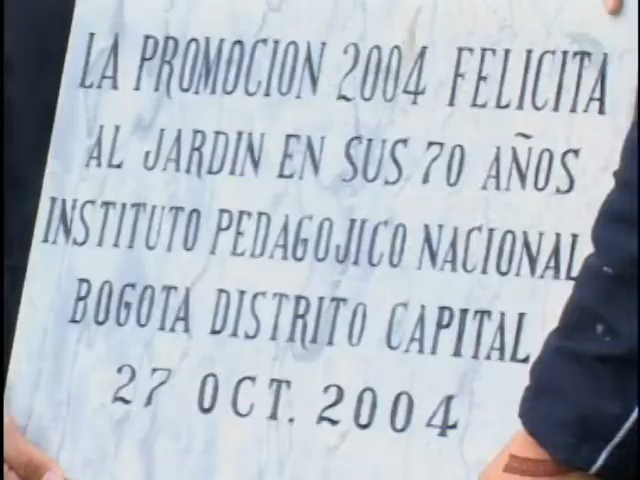 LA PROMOCION 2004 FELICITA
AL JARDIN EN SUS 70 AÑOS
INSTITUTO PEDAGOJICO NACIONAL
BOGOTA DISTRITO CAPITAL
27 OCT. 2004